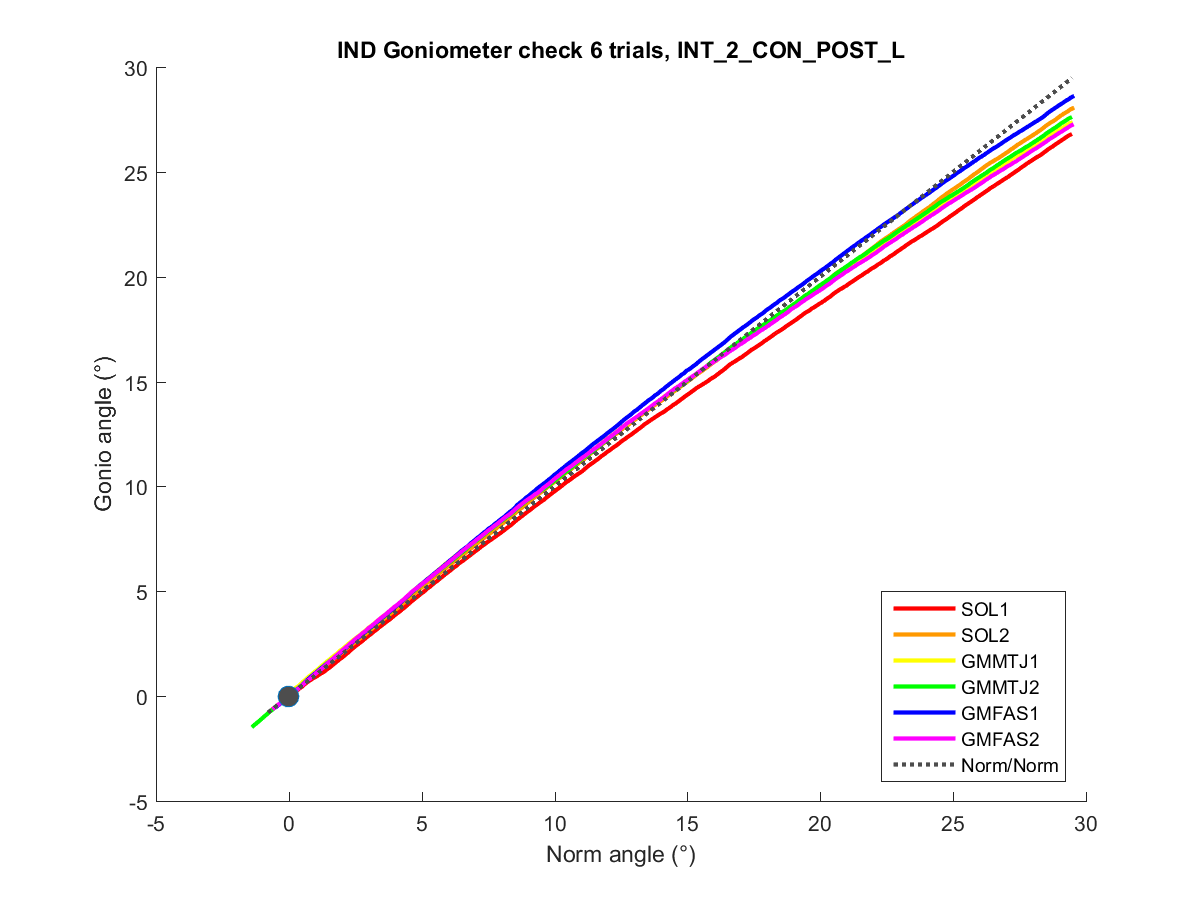 IND Goniometer check 6 trials, INT_2_CON_POST_L
30
25
20
15
10
5
0
-5
Gonio angle (°)
-5 0 5 10 15 20 25 30
Norm angle (°)
SOL1
SOL2
GMMTJ1
GMMTJ2
GMFAS1
GMFAS2
Norm/Norm